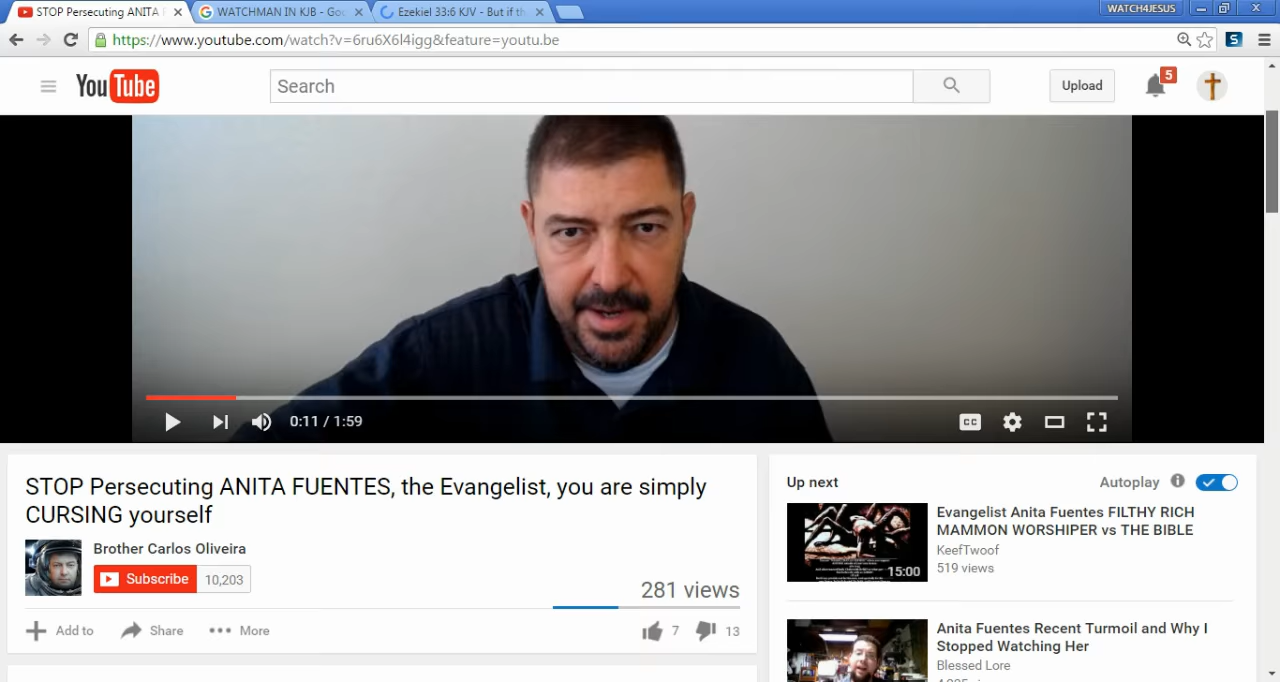 STOP Persecuting ANITA
WATCHMAN IN KJB - Goo
Ezekiel 33:6 KJV - But if th
WATCH4JESUS
https://www.youtube.com/watch?v=6ru6X6l4igg&feature=youtu.be
S
YouTube
Search
Upload
5
0:11 / 1:59
CC
STOP Persecuting ANITA FUENTES, the Evangelist, you are simply
CURSING yourself
Brother Carlos Oliveira
Subscribe 10,203
281 views
Add to Share More 7 13
Up next Autoplay
Evangelist Anita Fuentes FILTHY RICH
MAMMON WORSHIPER vs THE BIBLE
KeefTwoof
519 views
15:00
Anita Fuentes Recent Turmoil and Why I
Stopped Watching Her
Blessed Lore